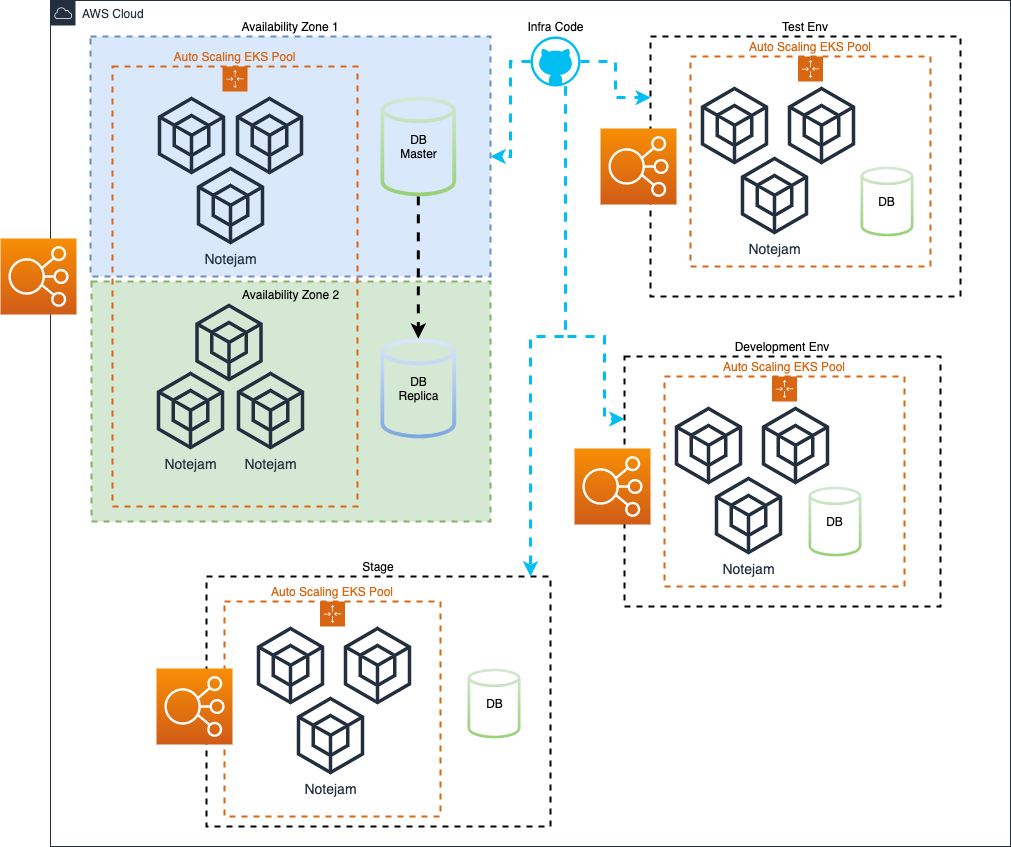 AWS Cloud
Availability Zone 1
Auto Scaling EKS Pool
DB
Master
Notejam
Availability Zone 2
DB
Replica
Notejam
Notejam
Infra Code
Test Env
Auto Scaling EKS Pool
DB
Notejam
Development Env
Auto Scaling EKS Pool
DB
Notejam
Stage
Auto Scaling EKS Pool
DB
Notejam